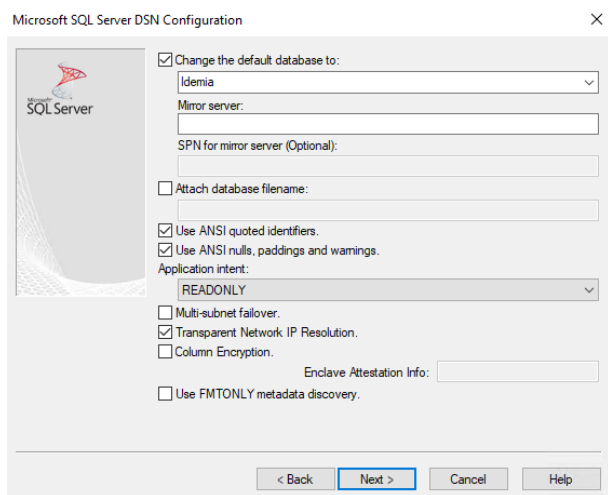 Microsoft SQL Server DSN Configuration
Microsoft
SQL Server
Change the default database to:
Idemia
Mirror server:
SPN for mirror server (Optional):
Attach database filename:
Use ANSI quoted identifiers.
Use ANSI nulls, paddings and warnings.
Application intent:
READONLY
Multi-subnet failover.
Transparent Network IP Resolution.
Column Encryption.
Enclave Attestation Info:
Use FMTONLY metadata discovery.
< Back
Next >
Cancel
Help